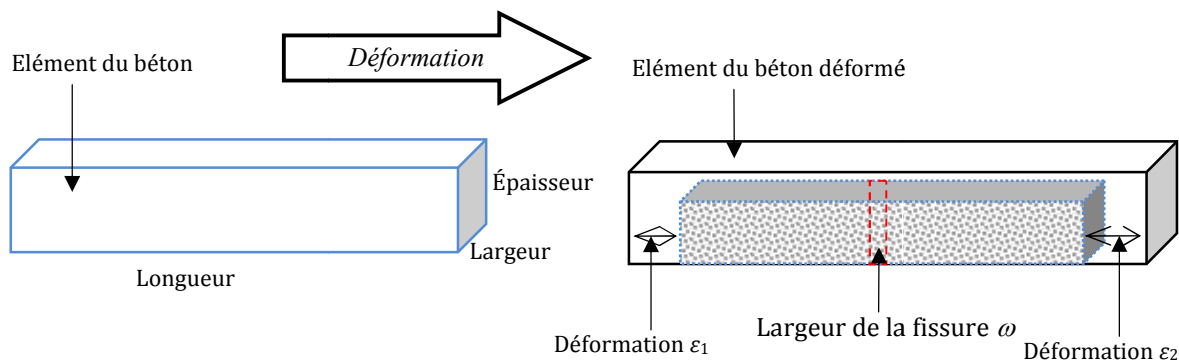 Elément du béton
Déformation
Elément du béton déformé
Épaisseur
Largeur
Longueur
Largeur de la fissure ω
Déformation ε1
Déformation ε2